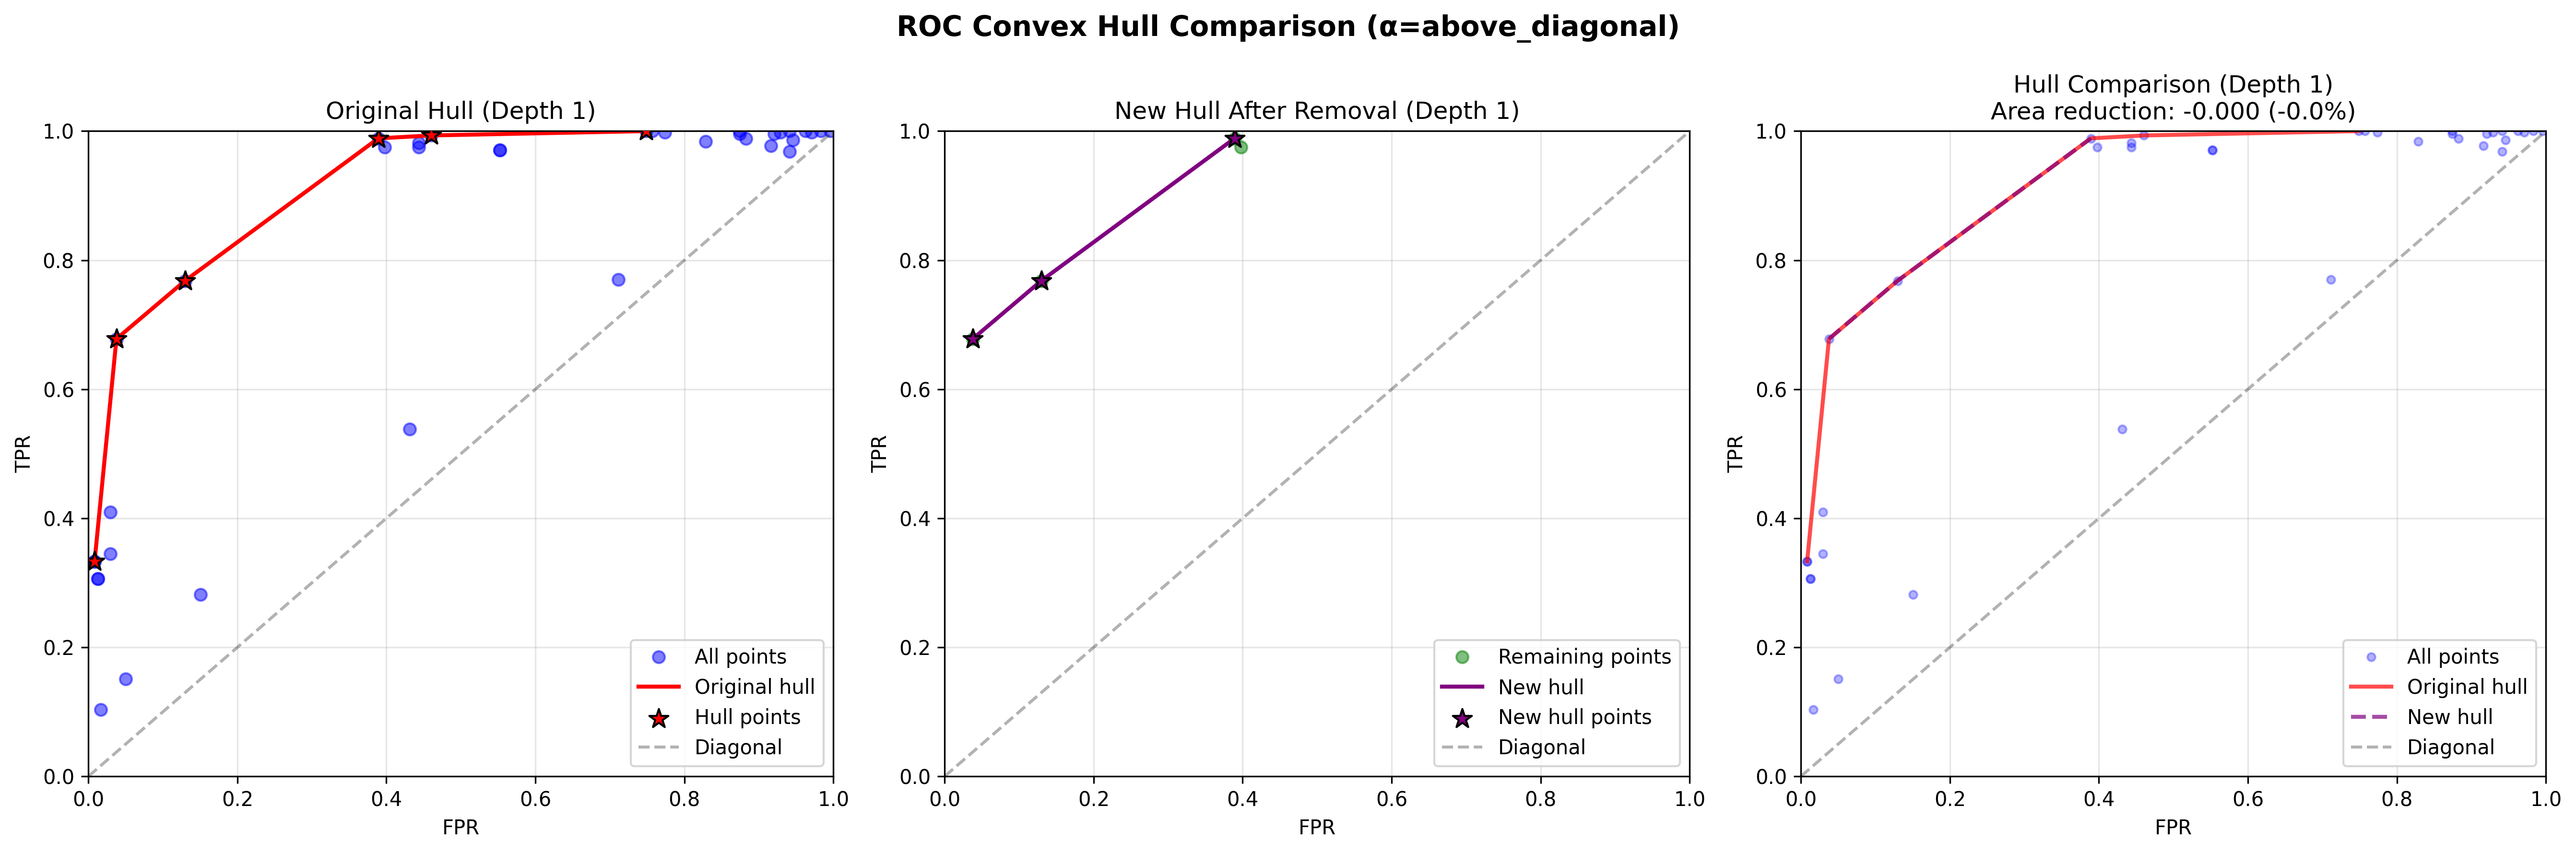 ROC Convex Hull Comparison (α=above_diagonal)
Original Hull (Depth 1)
1.0
0.8
0.6
0.4
0.2
0.0
TPR
0.0 0.2 0.4 0.6 0.8 1.0
FPR
All points
Original hull
Hull points
Diagonal
New Hull After Removal (Depth 1)
1.0
0.8
0.6
0.4
0.2
0.0
TPR
0.0 0.2 0.4 0.6 0.8 1.0
FPR
Remaining points
New hull
New hull points
Diagonal
Hull Comparison (Depth 1)
Area reduction: -0.000 (-0.0%)
1.0
0.8
0.6
0.4
0.2
0.0
TPR
0.0 0.2 0.4 0.6 0.8 1.0
FPR
All points
Original hull
New hull
Diagonal